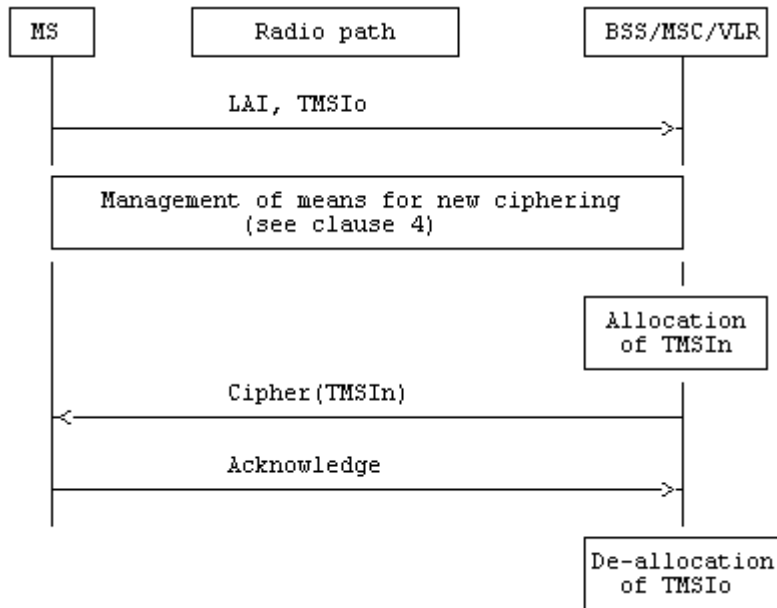 MS
Radio path
BSS/MSC/VLR
LAI, TMSIo
Management of means for new ciphering
(see clause 4)
Allocation
of TMSIn
Cipher(TMSIn)
Acknowledge
De-allocation
of TMSIo